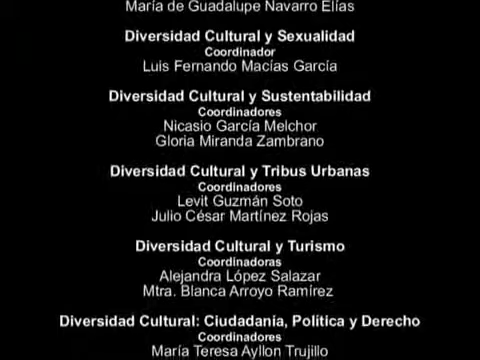 María de Guadalupe Navarro Elías
Diversidad Cultural y Sexualidad
Coordinador
Luis Fernando Macías García
Diversidad Cultural y Sustentabilidad
Coordinadores
Nicasio García Melchor
Gloria Miranda Zambrano
Diversidad Cultural y Tribus Urbanas
Coordinadores
Levit Guzmán Soto
Julio César Martínez Rojas
Diversidad Cultural y Turismo
Coordinadoras
Alejandra López Salazar
Mtra. Blanca Arroyo Ramírez
Diversidad Cultural: Ciudadanía, Política y Derecho
Coordinadores
María Teresa Ayllon Trujillo